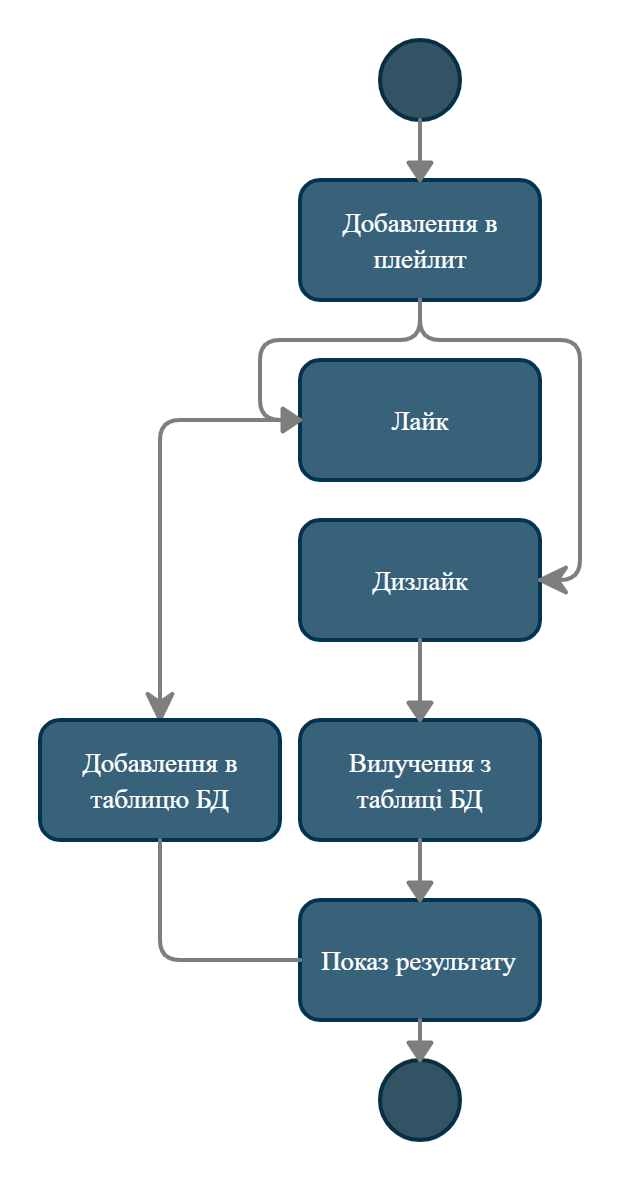 Добавлення в
плейлит
Лайк
Дизлайк
Добавлення в
таблицю БД
Вилучення з
таблиці БД
Показ результату